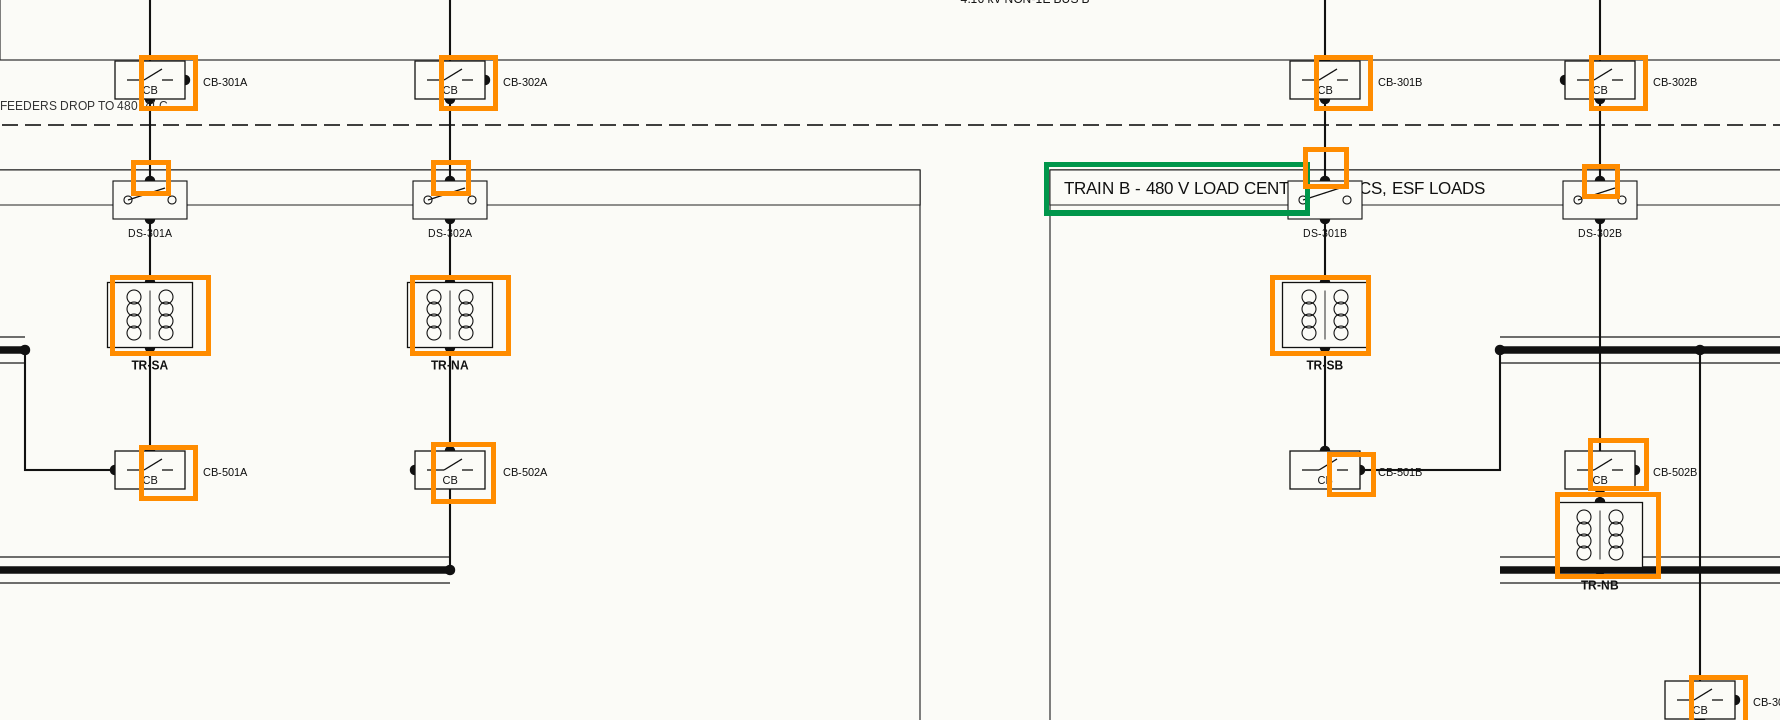 CB-301A
CB-302A
CB-301B
CB-302B
CB
CB
CB
CB
FEEDERS DROP TO 480
TRAIN B - 480 V LOAD CENT
CS, ESF LOADS
DS-301A
DS-302A
DS-301B
DS-302B
TR-SA
TR-NA
TR-SB
CB-501A
CB-502A
CB-501B
CB-502B
CB
CB
CB
TR-NB
CB-30
CB